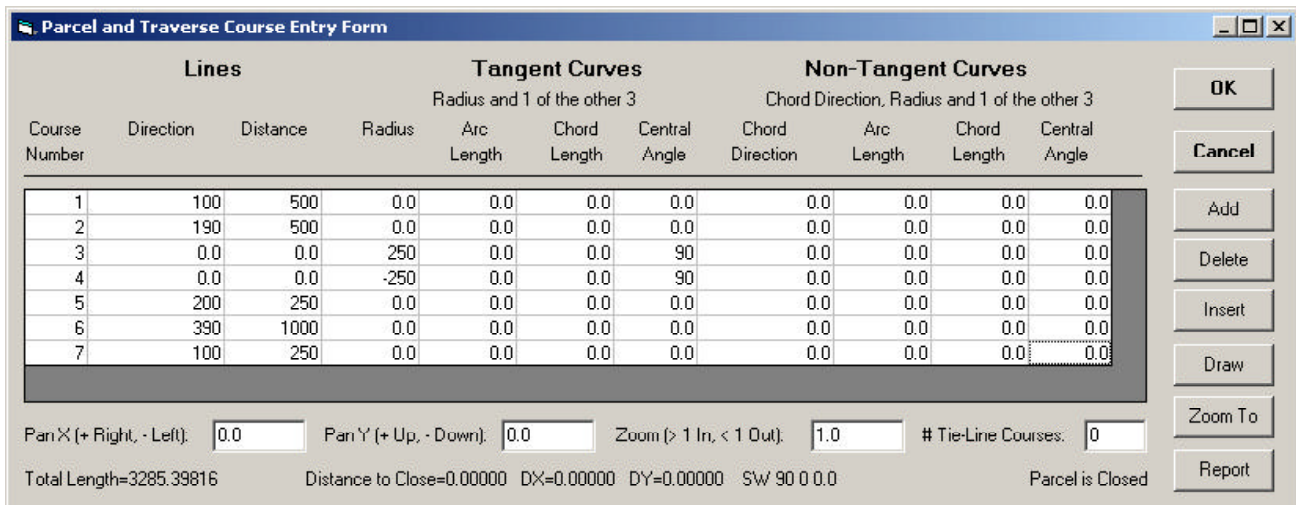 Parcel and Traverse Course Entry Form
Lines Tangent Curves Non-Tangent Curves
Radius and 1 of the other 3 Chord Direction, Radius and 1 of the other 3
Course Direction Distance Radius Arc Chord Central Chord Arc Chord Central
Number Length Length Angle Direction Length Length Angle
1 100 500 0.0 0.0 0.0 0.0 0.0 0.0 0.0 0.0
2 190 500 0.0 0.0 0.0 0.0 0.0 0.0 0.0 0.0
3 0.0 0.0 250 0.0 0.0 90 0.0 0.0 0.0 0.0
4 0.0 0.0 -250 0.0 0.0 90 0.0 0.0 0.0 0.0
5 200 250 0.0 0.0 0.0 0.0 0.0 0.0 0.0 0.0
6 390 1000 0.0 0.0 0.0 0.0 0.0 0.0 0.0 0.0
7 100 250 0.0 0.0 0.0 0.0 0.0 0.0 0.0 0.0
Pan X (+ Right, - Left): 0.0 Pan Y (+ Up, - Down): 0.0 Zoom (> 1 In, < 1 Out): 1.0 # Tie-Line Courses: 0
Total Length=3285.39816 Distance to Close=0.00000 DX=0.00000 DY=0.00000 SW 90 0 0.0 Parcel is Closed
OK
Cancel
Add
Delete
Insert
Draw
Zoom To
Report